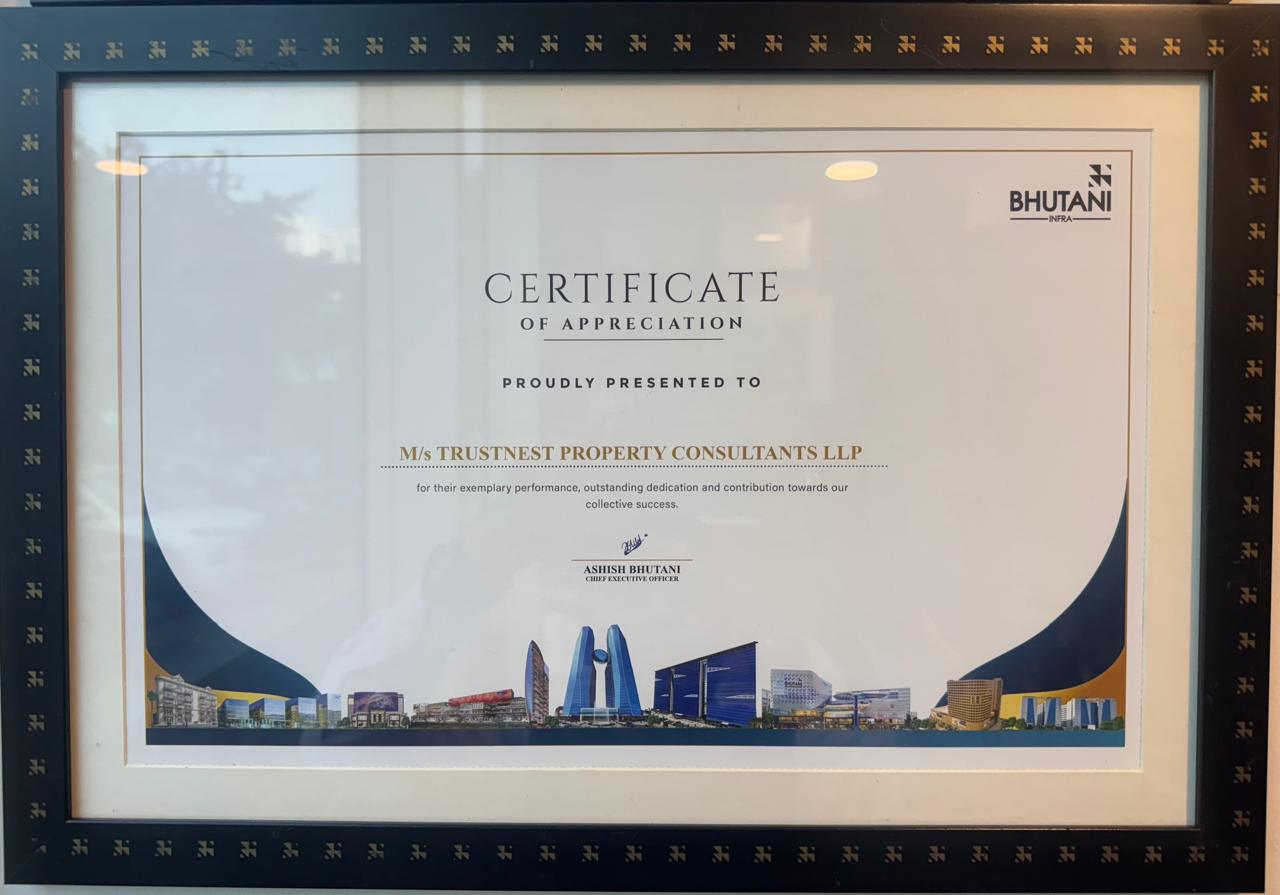 BHUTANI
INFRA
CERTIFICATE
OF APPRECIATION
PROUDLY PRESENTED TO
M/s TRUSTNEST PROPERTY CONSULTANTS LLP
for their exemplary performance, outstanding dedication and contribution towards our
collective success.
ASHISH BHUTANI
CHIEF EXECUTIVE OFFICER